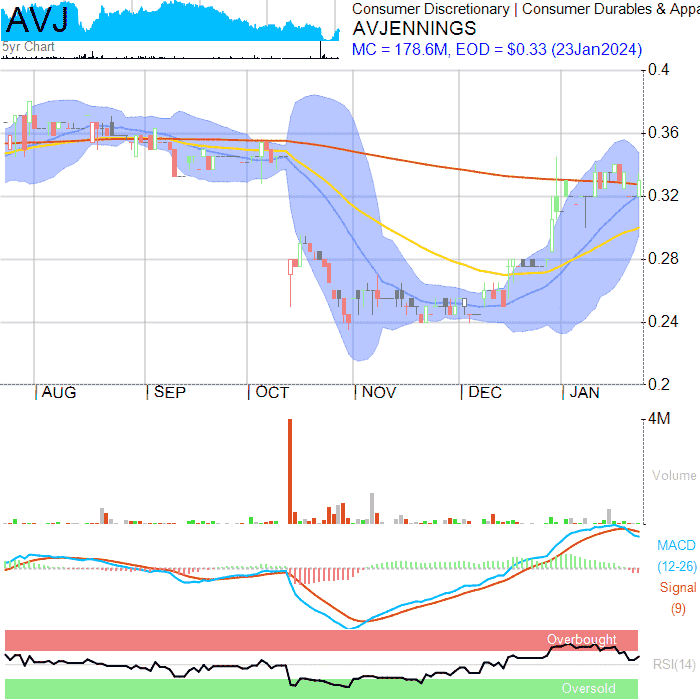 AVJ
5yr Chart
Consumer Discretionary | Consumer Durables & Appa
AVJENNINGS
MC = 178.6M, EOD = $0.33 (23Jan2024)
0.4
0.36
0.32
0.28
0.24
0.2
AUG SEP OCT NOV DEC JAN
4M
Volume
MACD
(12-26)
Signal
(9)
Overbought
RSI(14)
Oversold